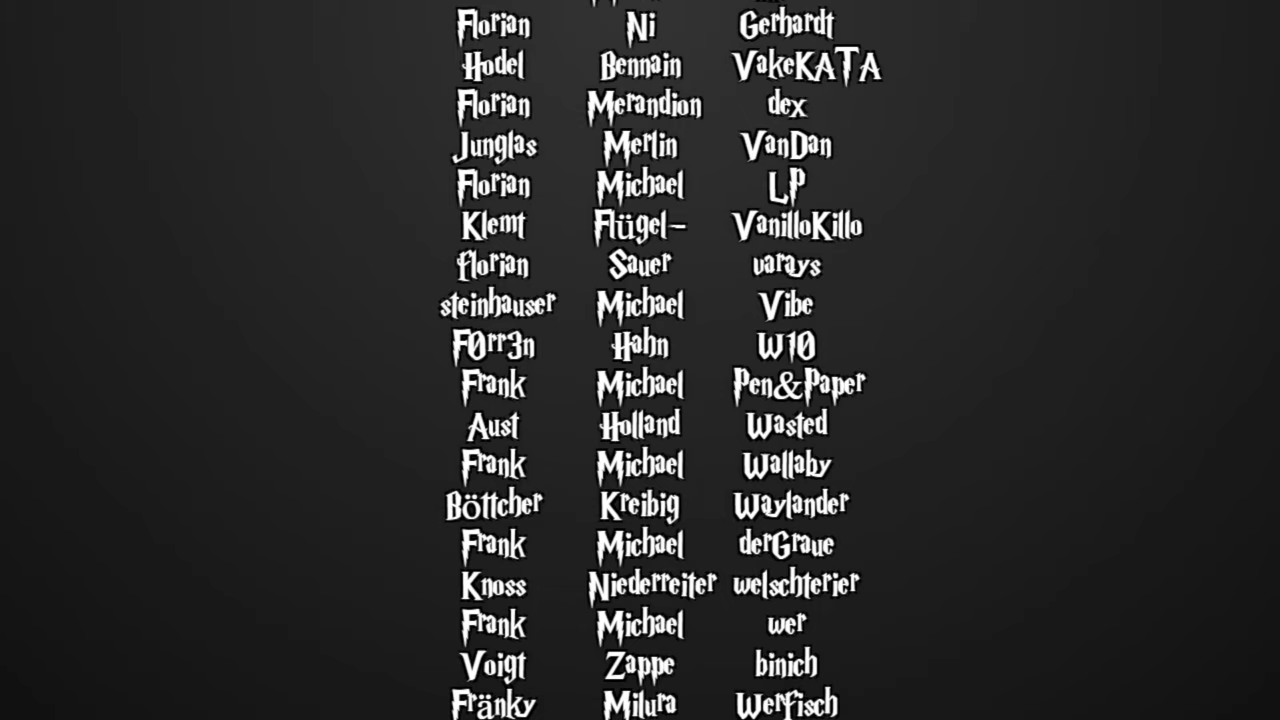 Florian Ni Gerhardt
Hodel Bennain VakeKATA
Florian Merandion dex
Junglas Merlin VanDan
Florian Michael LP
Klemt Flügel- VanilloKillo
florian Sauer varays
steinhauser Michael Vibe
F0rr3n Hahn W10
Frank Michael Pen&Paper
Aust Holland Wasted
Frank Michael Wallaby
Böttcher Kreibig Waylander
Frank Michael derGraue
Knoss Niederreiter welschterier
Frank Michael wer
Voigt Zappe binich
Fränky Milura Werfisch